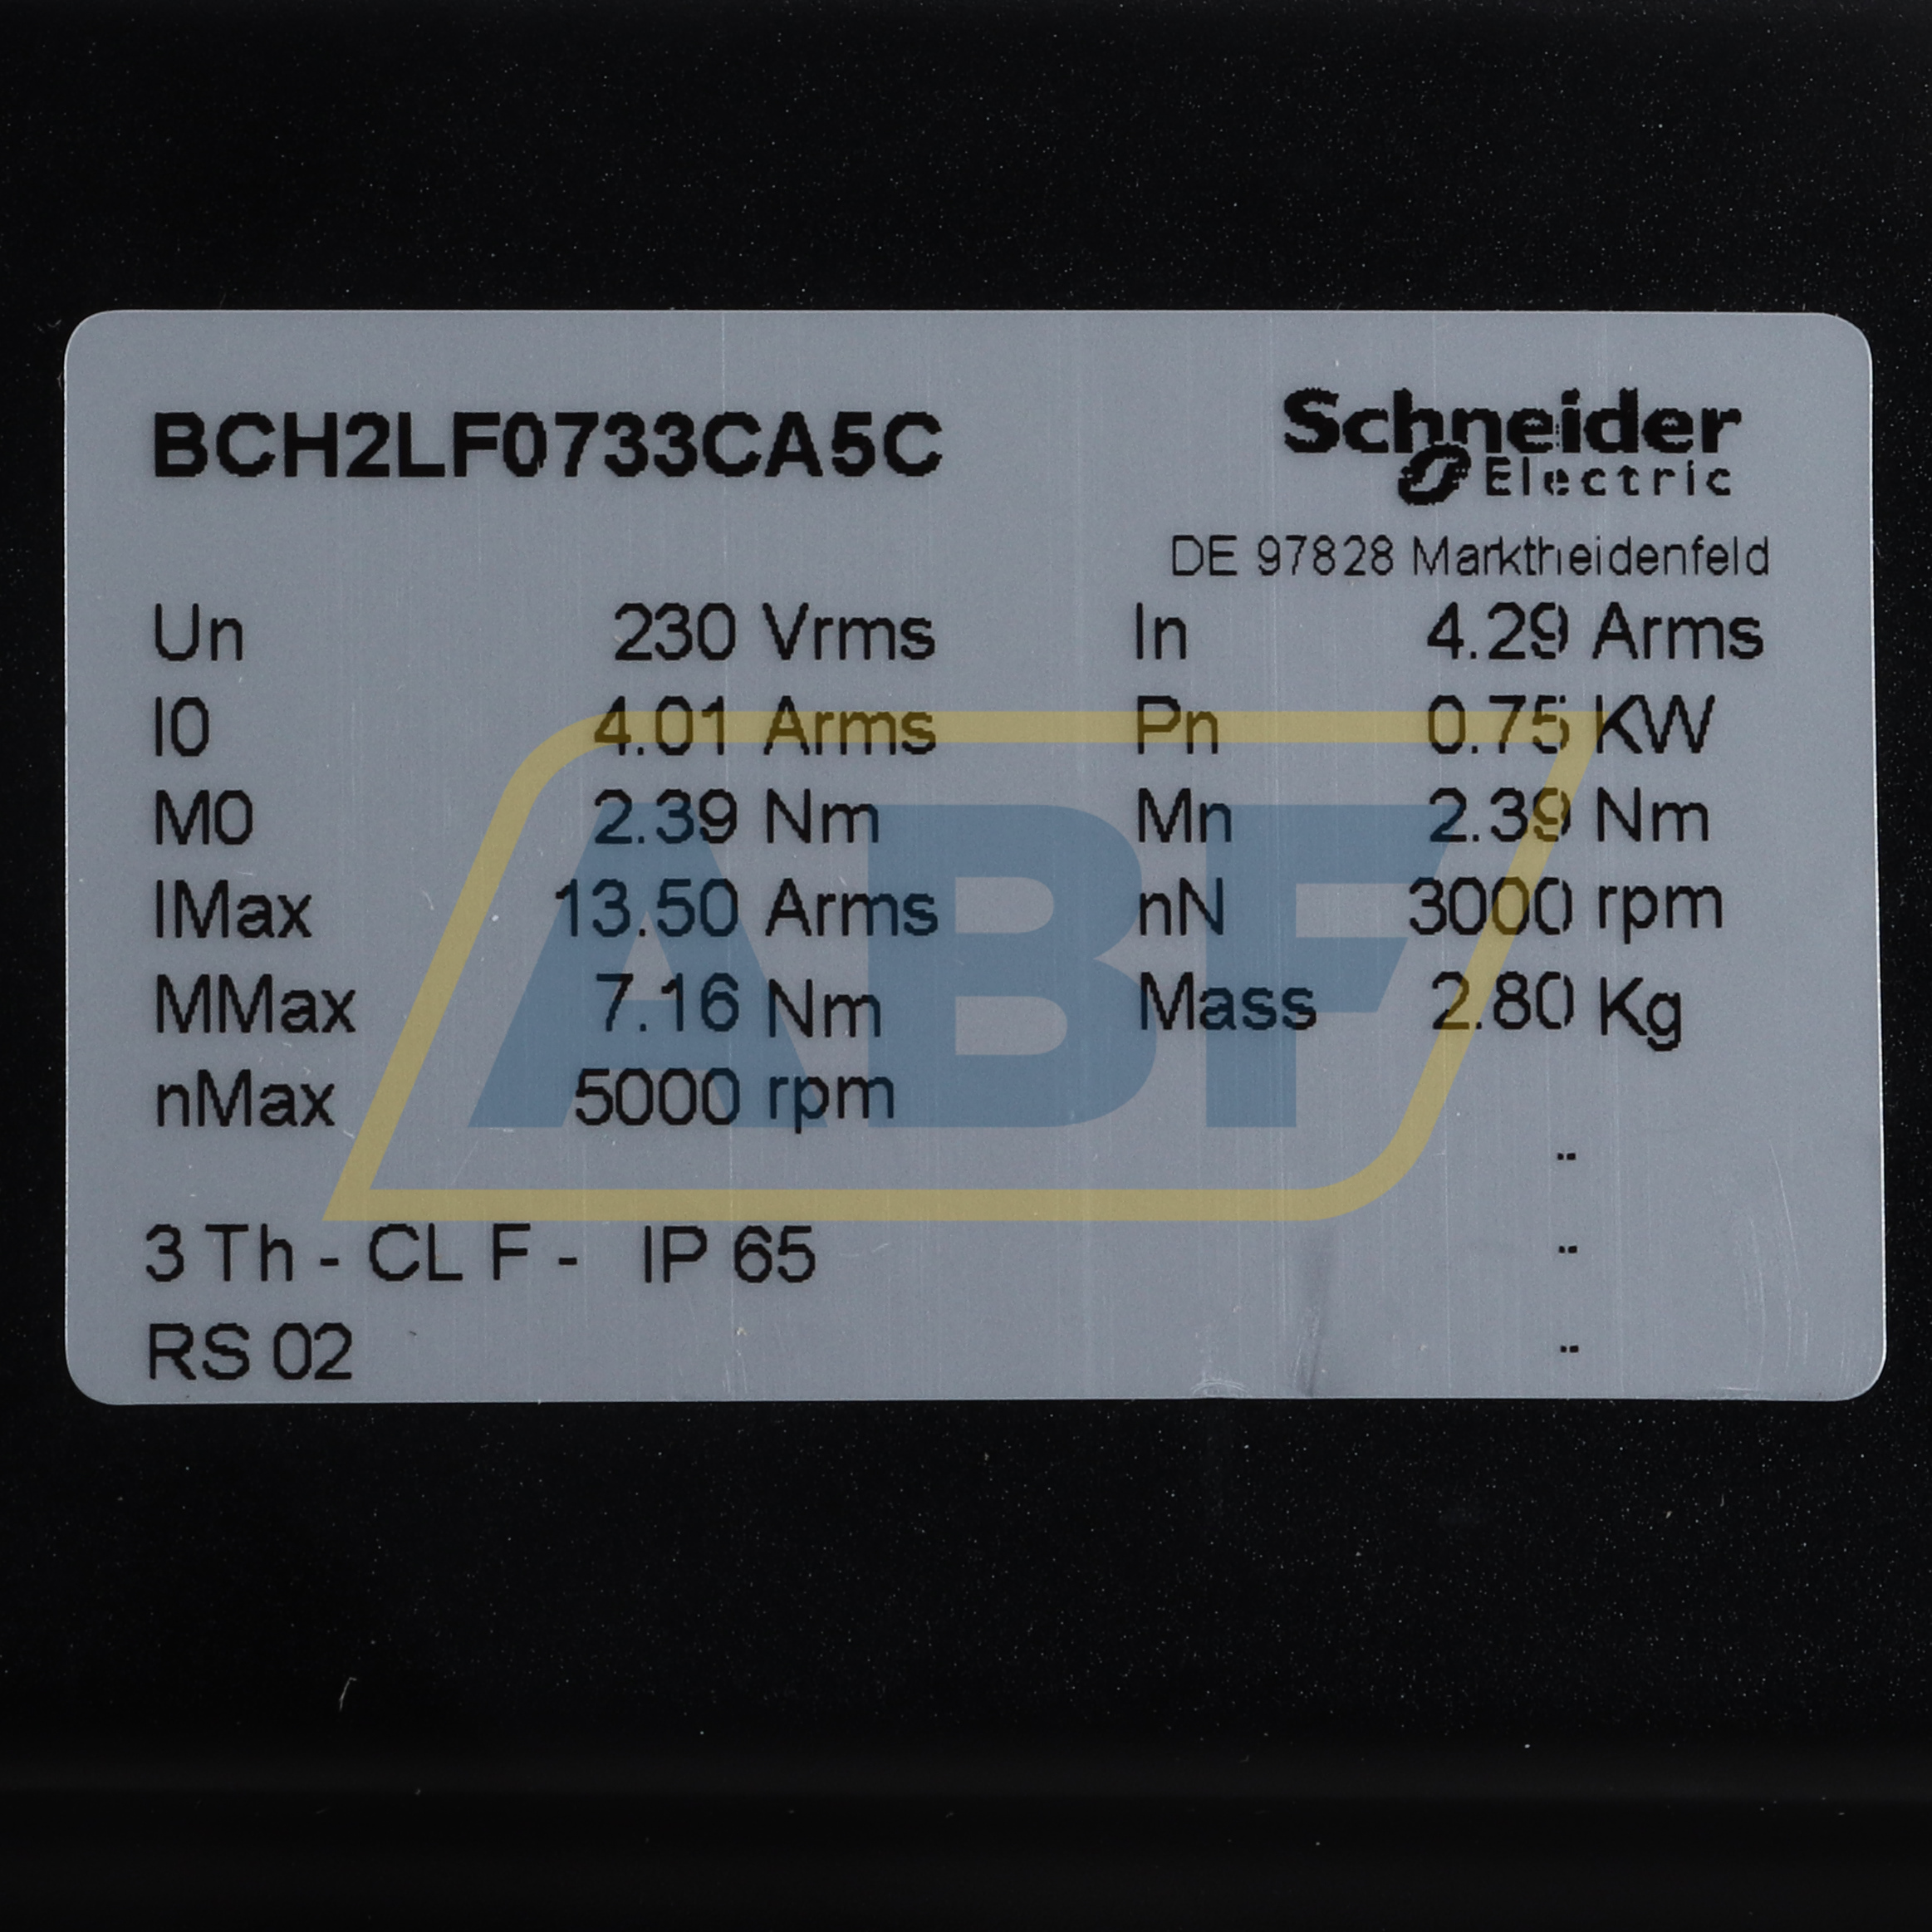 BCH2LF0733CA5C
Schneider
Electric
DE 97828 Marktheidenfeld
Un 230 Vrms In 4.29 Arms
I0 4.01 Arms Pn 0.75 KW
M0 2.39 Nm Mn 2.39 Nm
IMax 13.50 Arms nN 3000 rpm
MMax 7.16 Nm Mass 2.80 Kg
nMax 5000 rpm
ABF
--
3 Th - CL F - IP 65 --
RS 02 --